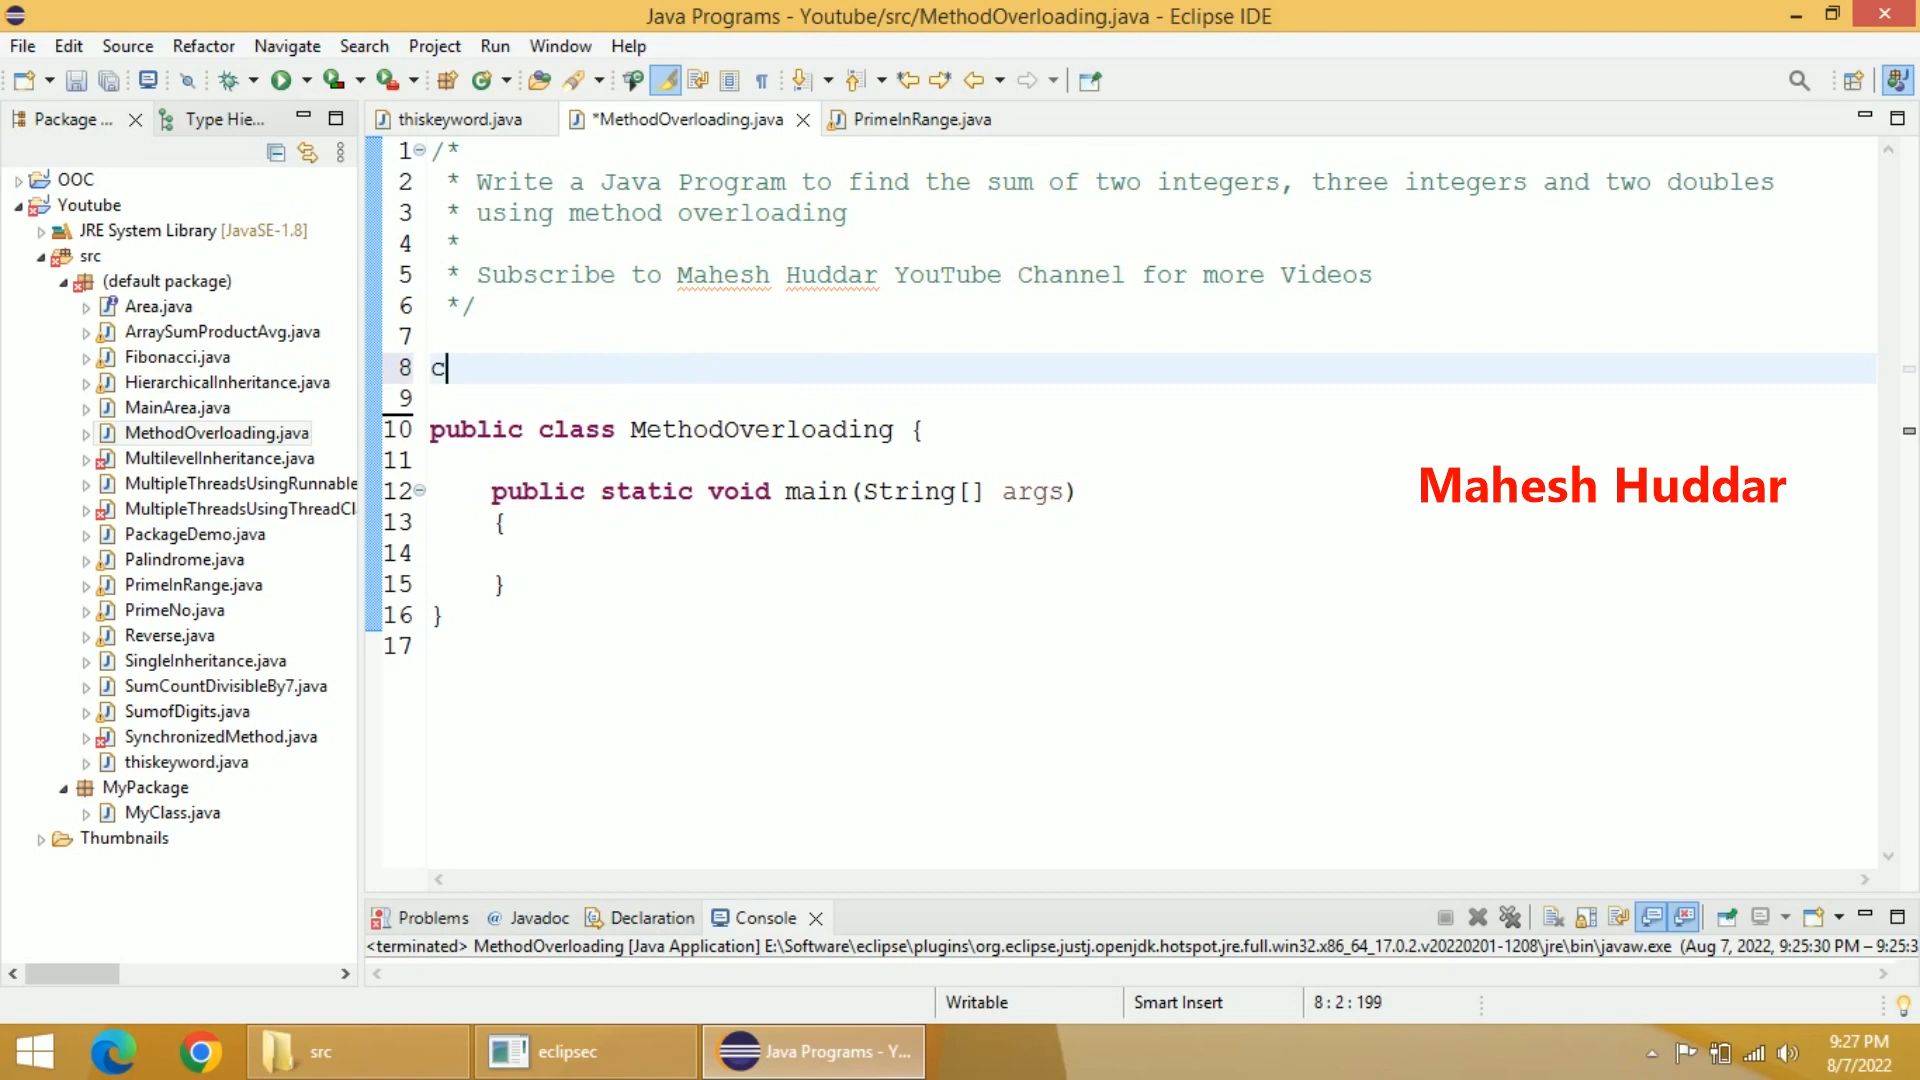 Java Programs - Youtube/src/MethodOverloading.java - Eclipse IDE
File Edit Source Refactor Navigate Search Project Run Window Help
Package ... Type Hie...
thiskeyword.java *MethodOverloading.java PrimeInRange.java
OOC
Youtube
JRE System Library [JavaSE-1.8]
src
(default package)
Area.java
ArraySumProductAvg.java
Fibonacci.java
HierarchicalInheritance.java
MainArea.java
MethodOverloading.java
MultilevelInheritance.java
MultipleThreadsUsingRunnable
MultipleThreadsUsingThreadCl
PackageDemo.java
Palindrome.java
PrimeInRange.java
PrimeNo.java
Reverse.java
SingleInheritance.java
SumCountDivisibleBy7.java
SumofDigits.java
SynchronizedMethod.java
thiskeyword.java
MyPackage
MyClass.java
Thumbnails
1 /*
2 * Write a Java Program to find the sum of two integers, three integers and two doubles
3 * using method overloading
4 *
5 * Subscribe to Mahesh Huddar YouTube Channel for more Videos
6 */
7
8 c
9
10 public class MethodOverloading {
11
12 public static void main(String[] args)
13 {
14
15 }
16 }
17
Mahesh Huddar
Problems @ Javadoc Declaration Console
<terminated> MethodOverloading [Java Application] E:\Software\eclipse\plugins\org.eclipse.justj.openjdk.hotspot.jre.full.win32.x86_64_17.0.2.v20220201-1208\jre\bin\javaw.exe (Aug 7, 2022, 9:25:30 PM – 9:25:3
Writable Smart Insert 8 : 2 : 199
src eclipsec Java Programs - Y...
9:27 PM
8/7/2022